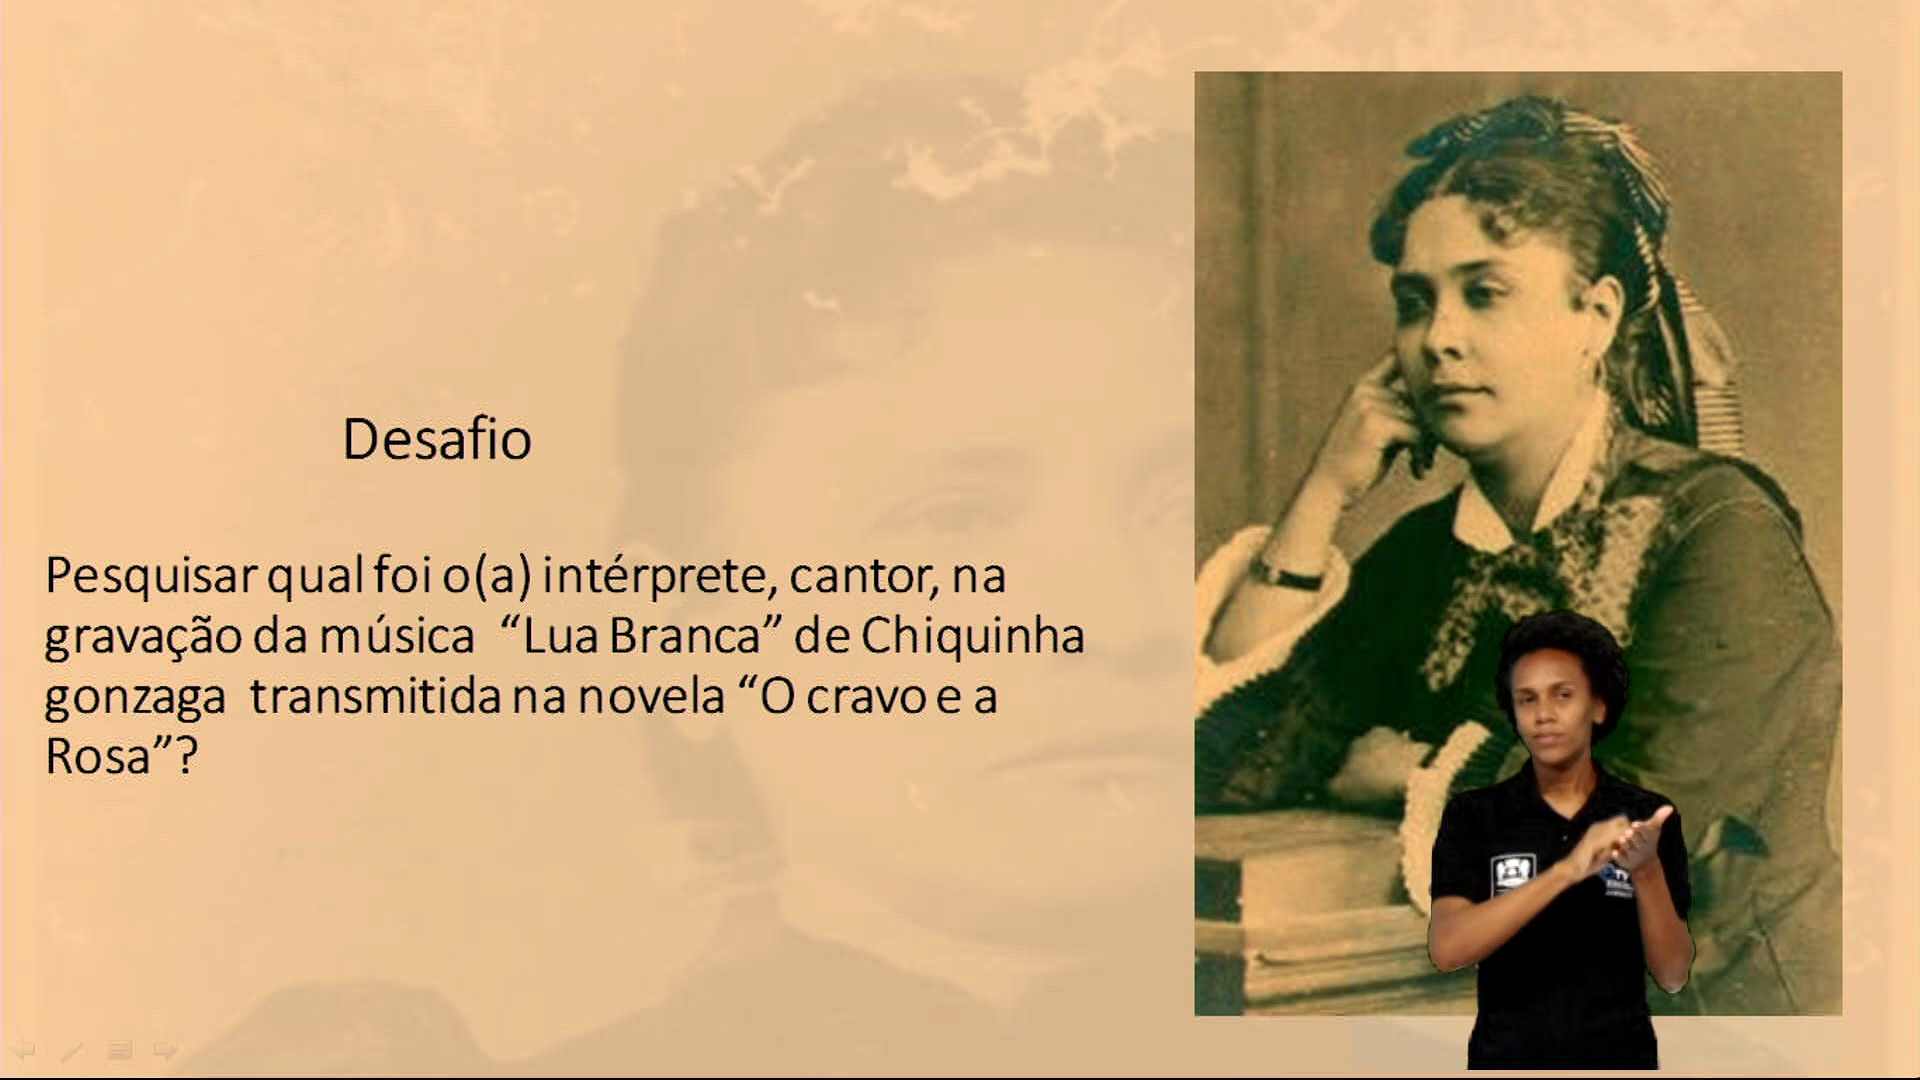 Desafio
Pesquisar qual foi o(a) intérprete, cantor, na
gravação da música “Lua Branca” de Chiquinha
gonzaga transmitida na novela “O cravo e a
Rosa”?